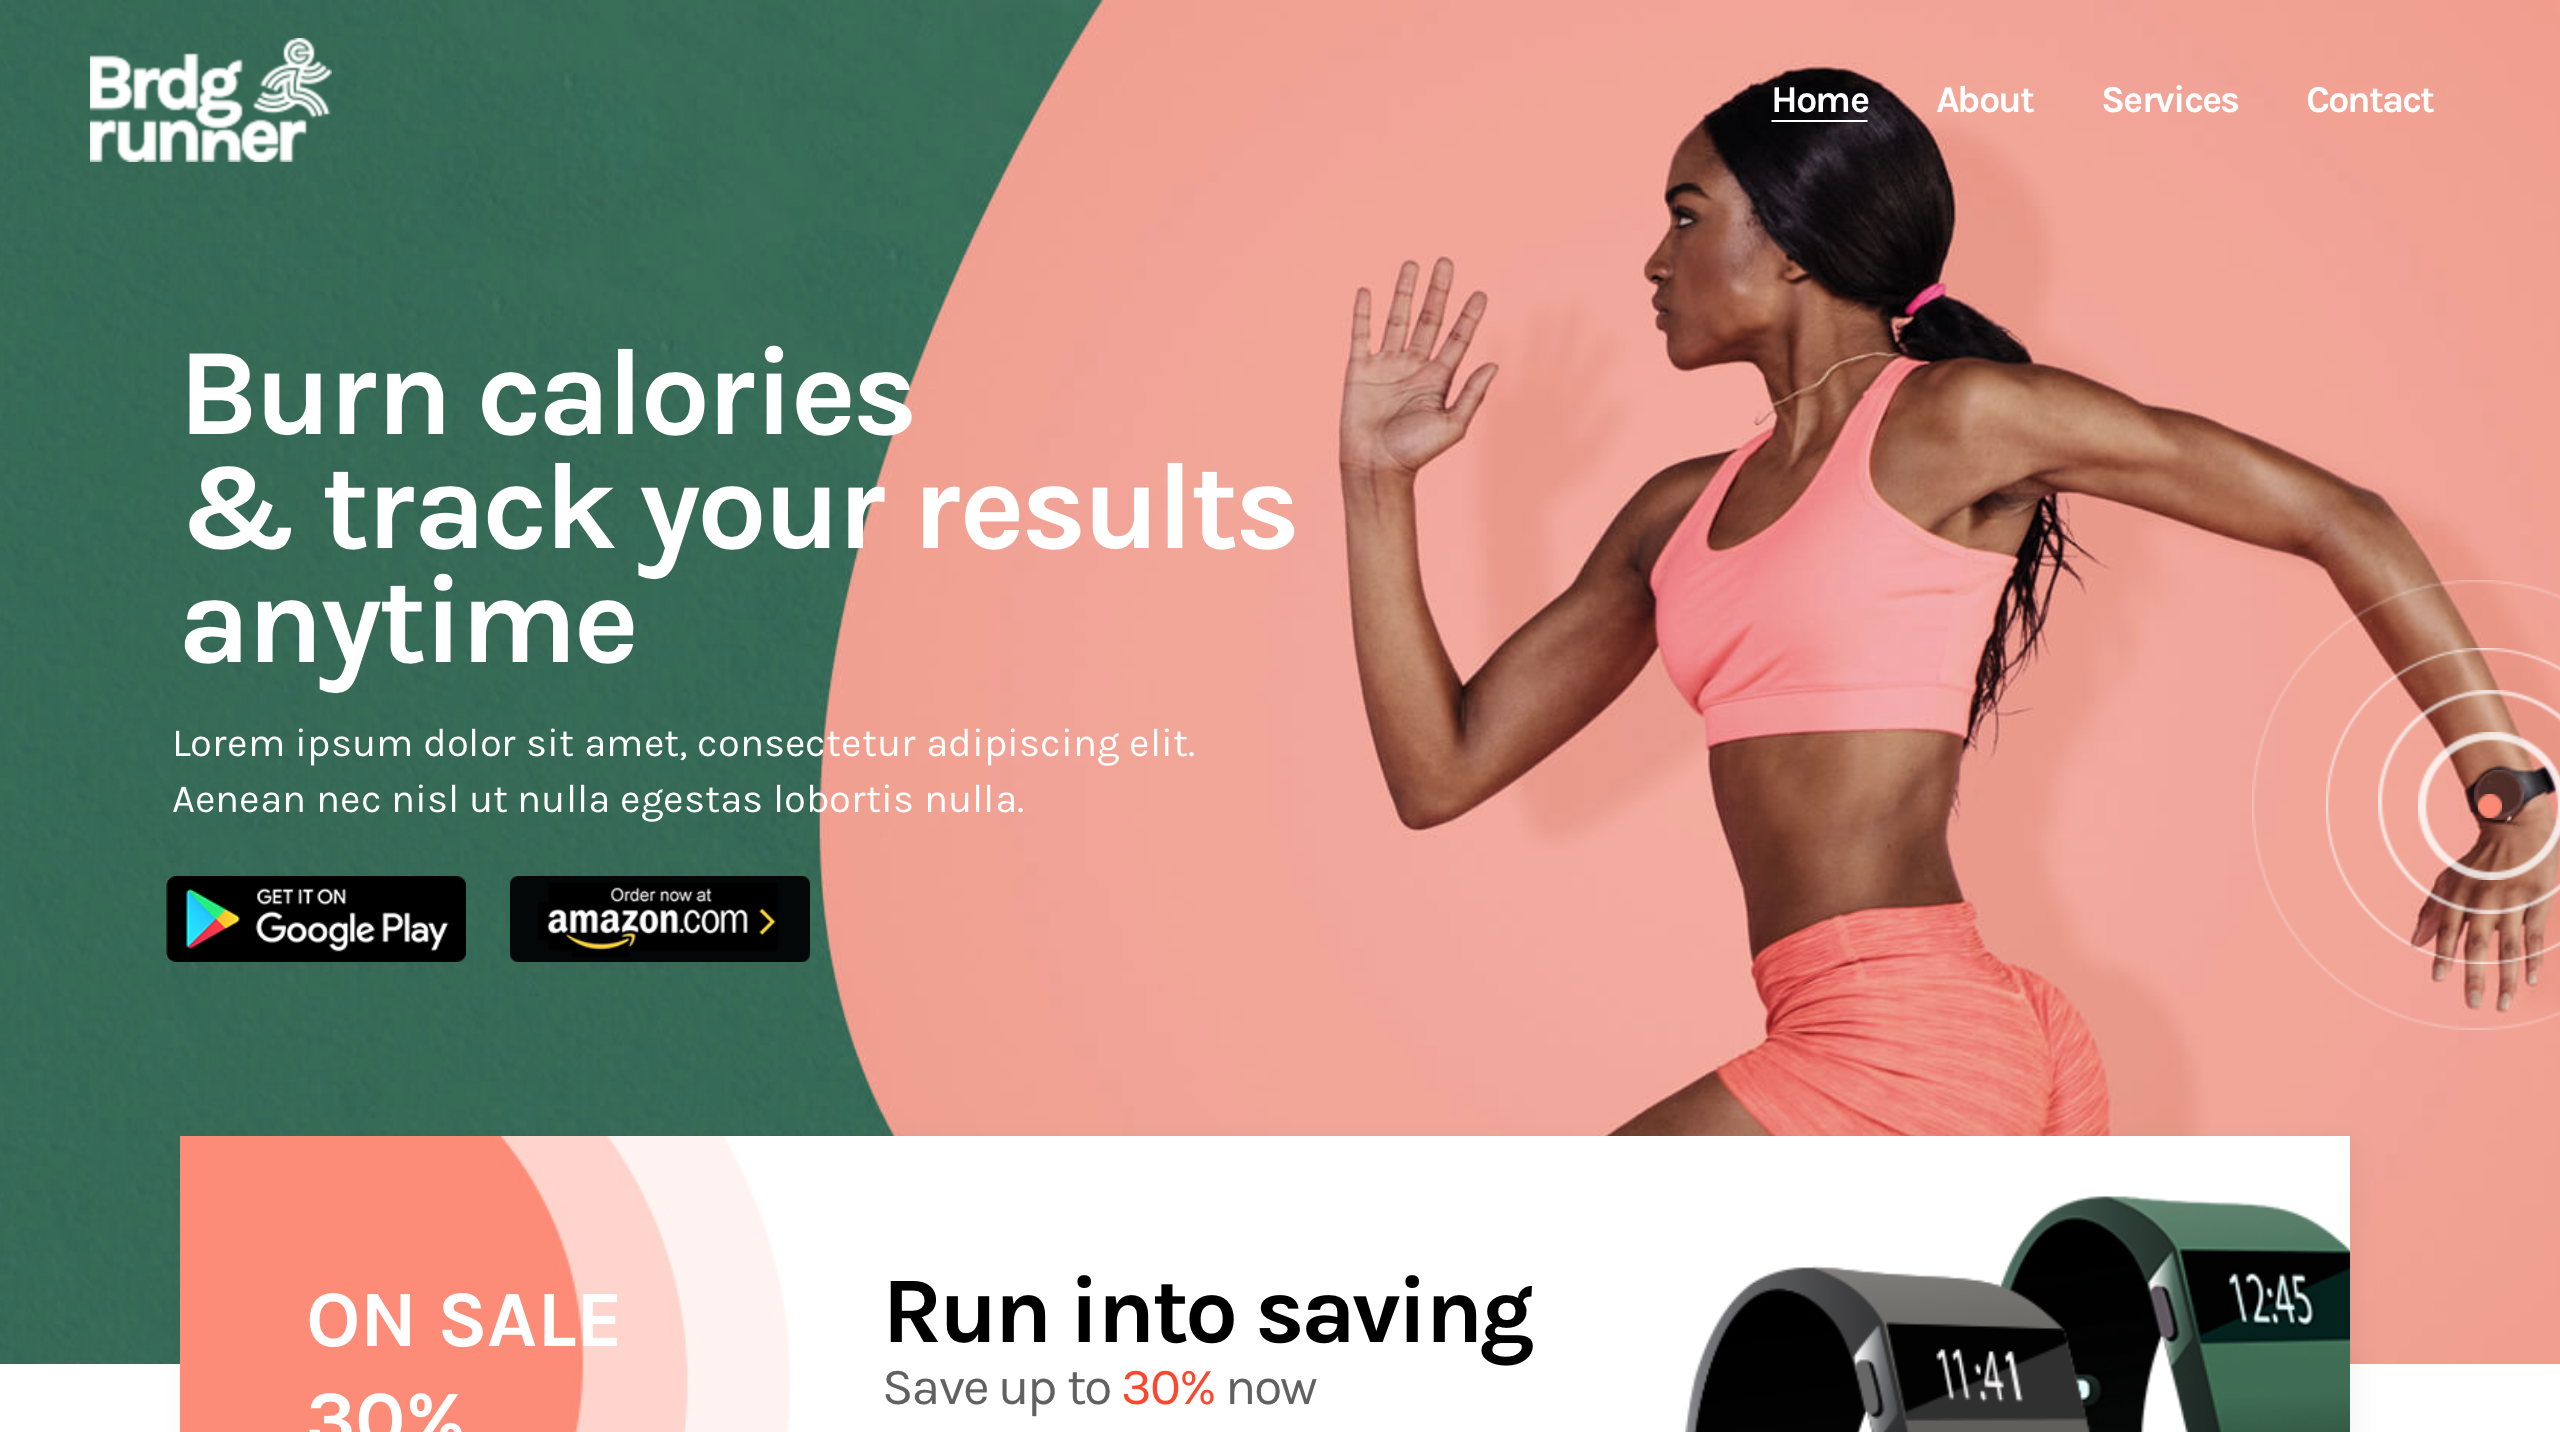 Brdg
runner
Home
About
Services
Contact
Burn calories
& track your results
anytime
Lorem ipsum dolor sit amet, consectetur adipiscing elit.
Aenean nec nisl ut nulla egestas lobortis nulla.
GET IT ON
Google Play
Order now at
amazon.com
ON SALE
30%
Run into saving
Save up to 30% now
11:41
12:45